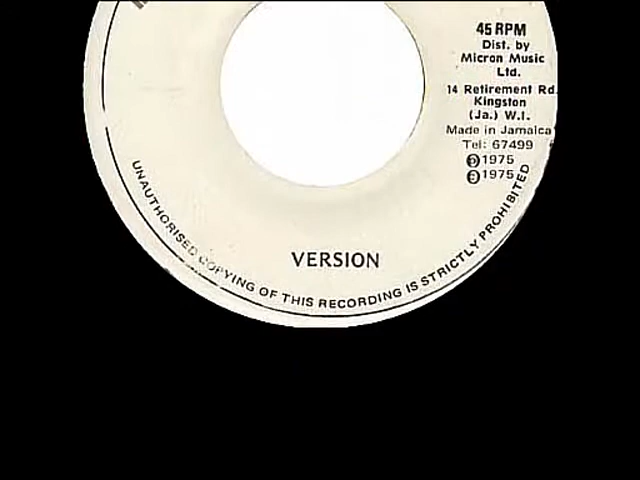 45 RPM
Dist. by
Micron Music
Ltd.
14 Retirement Rd.
Kingston
(Ja.) W.I.
Made in Jamaica
Tel: 67499
Ⓟ 1975
Ⓒ 1975
VERSION
UNAUTHORISED COPYING OF THIS RECORDING IS STRICTLY PROHIBITED